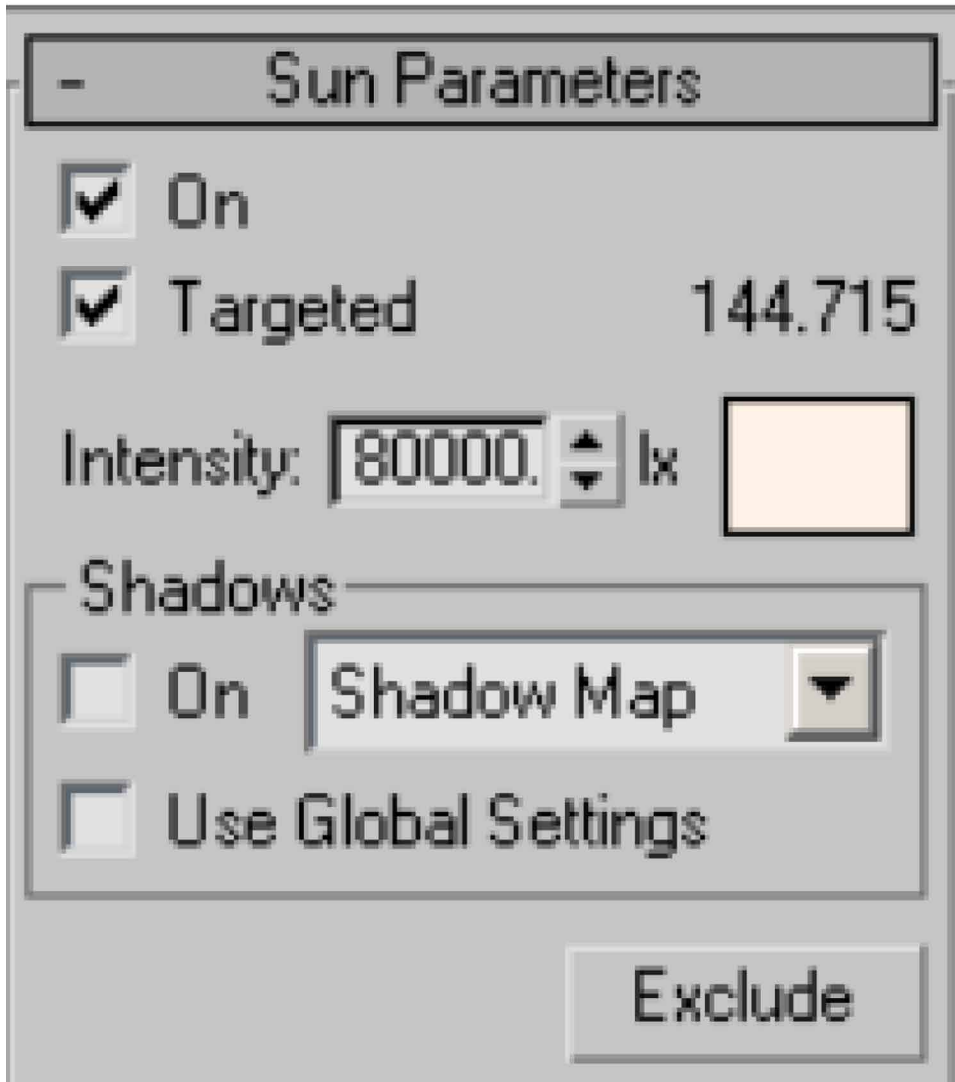 - Sun Parameters
On
Targeted 144.715
Intensity: 80000. lx
Shadows
On Shadow Map
Use Global Settings
Exclude